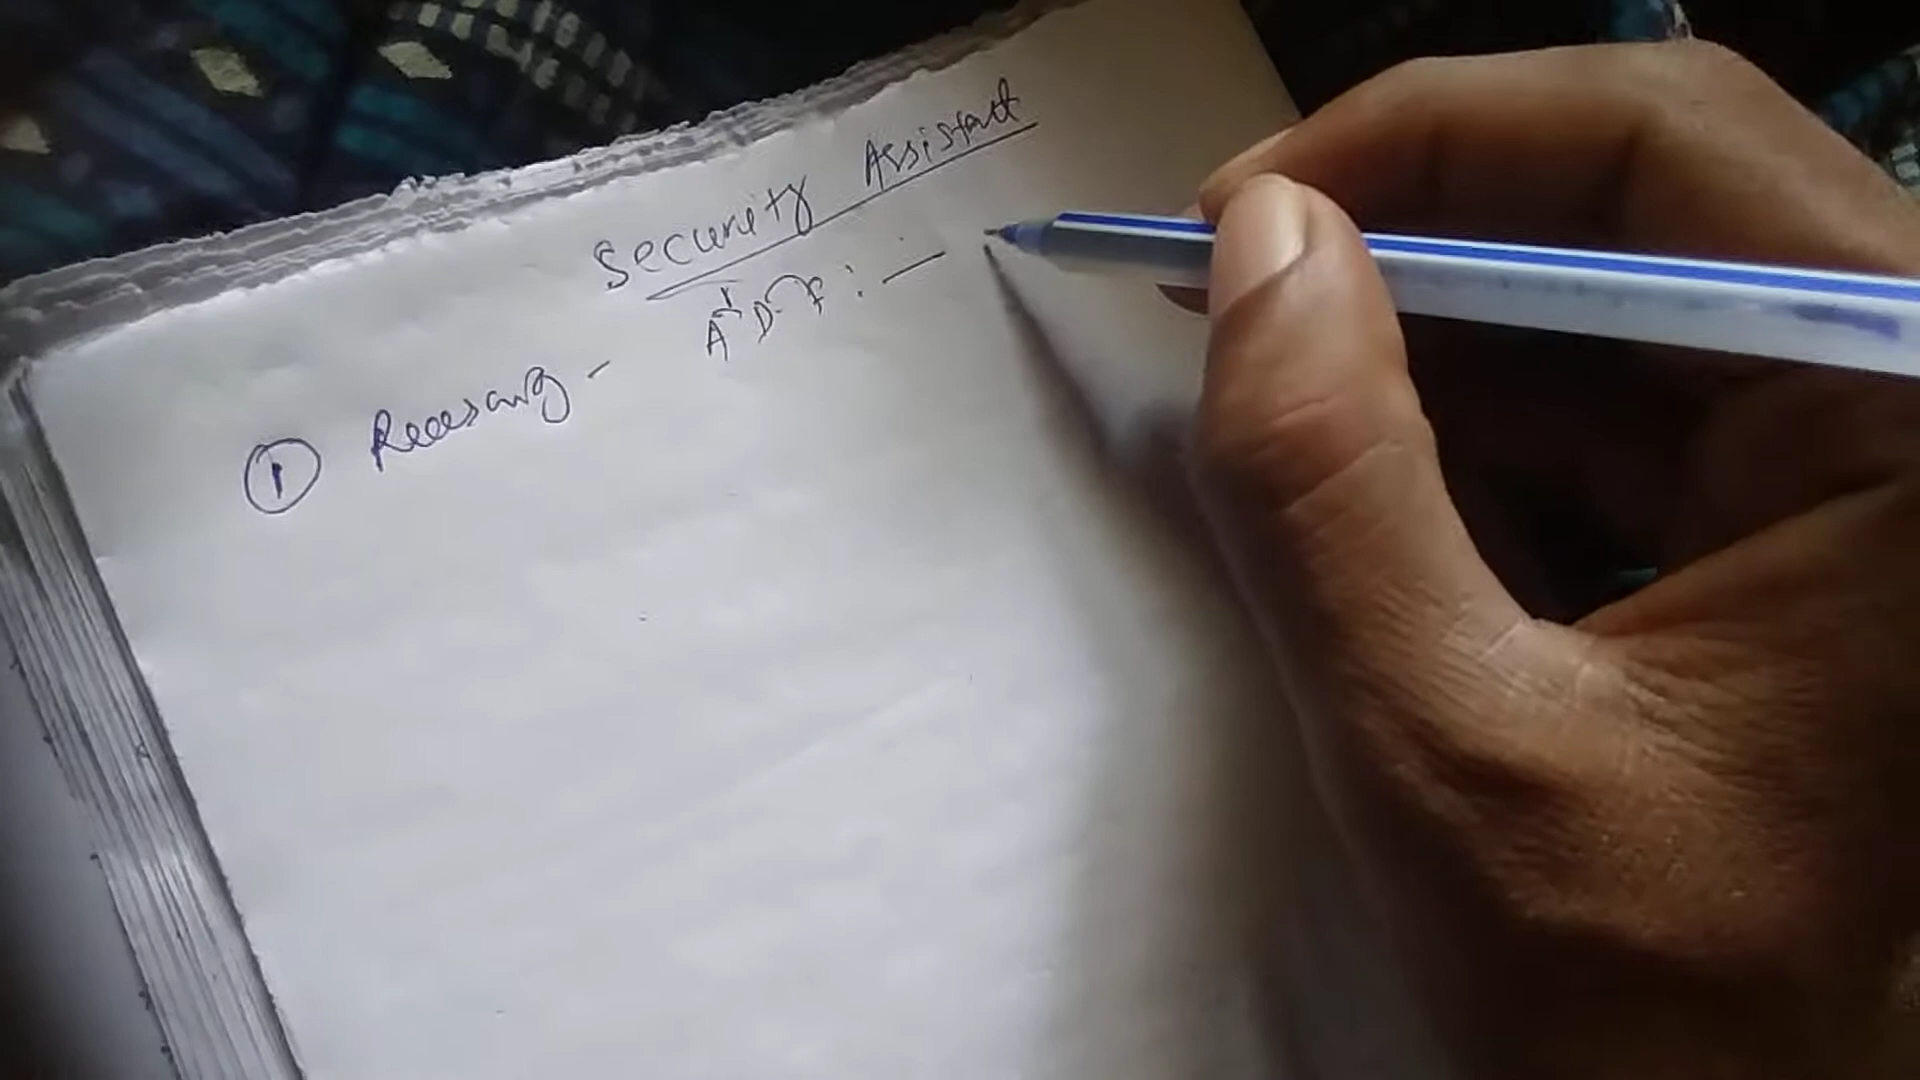 Security Assistant
① Reasoning -